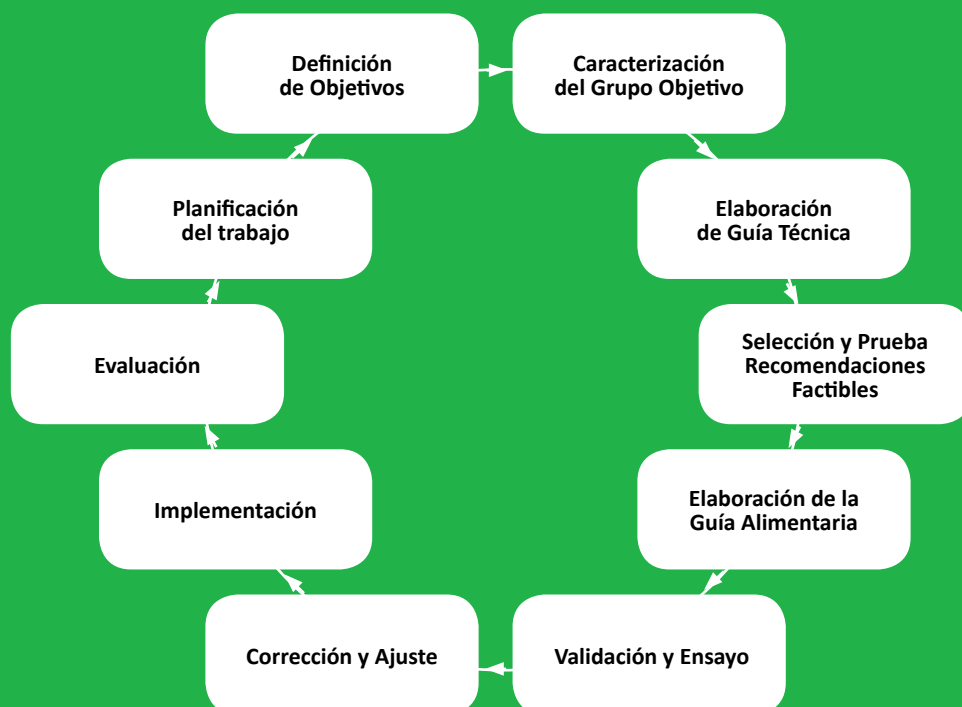 Definición
de Objetivos
Caracterización
del Grupo Objetivo
Elaboración
de Guía Técnica
Selección y Prueba
Recomendaciones
Factibles
Elaboración de la
Guía Alimentaria
Validación y Ensayo
Corrección y Ajuste
Implementación
Evaluación
Planificación
del trabajo